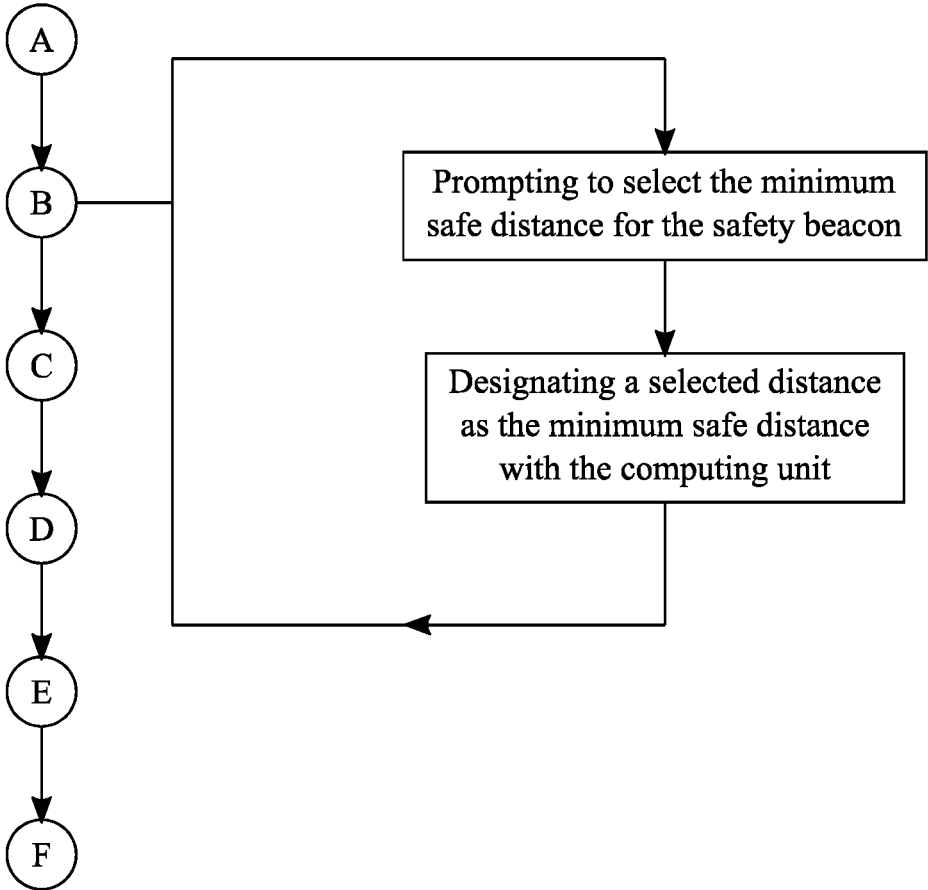 A
B
Prompting to select the minimum
safe distance for the safety beacon
C
Designating a selected distance
as the minimum safe distance
with the computing unit
D
E
F